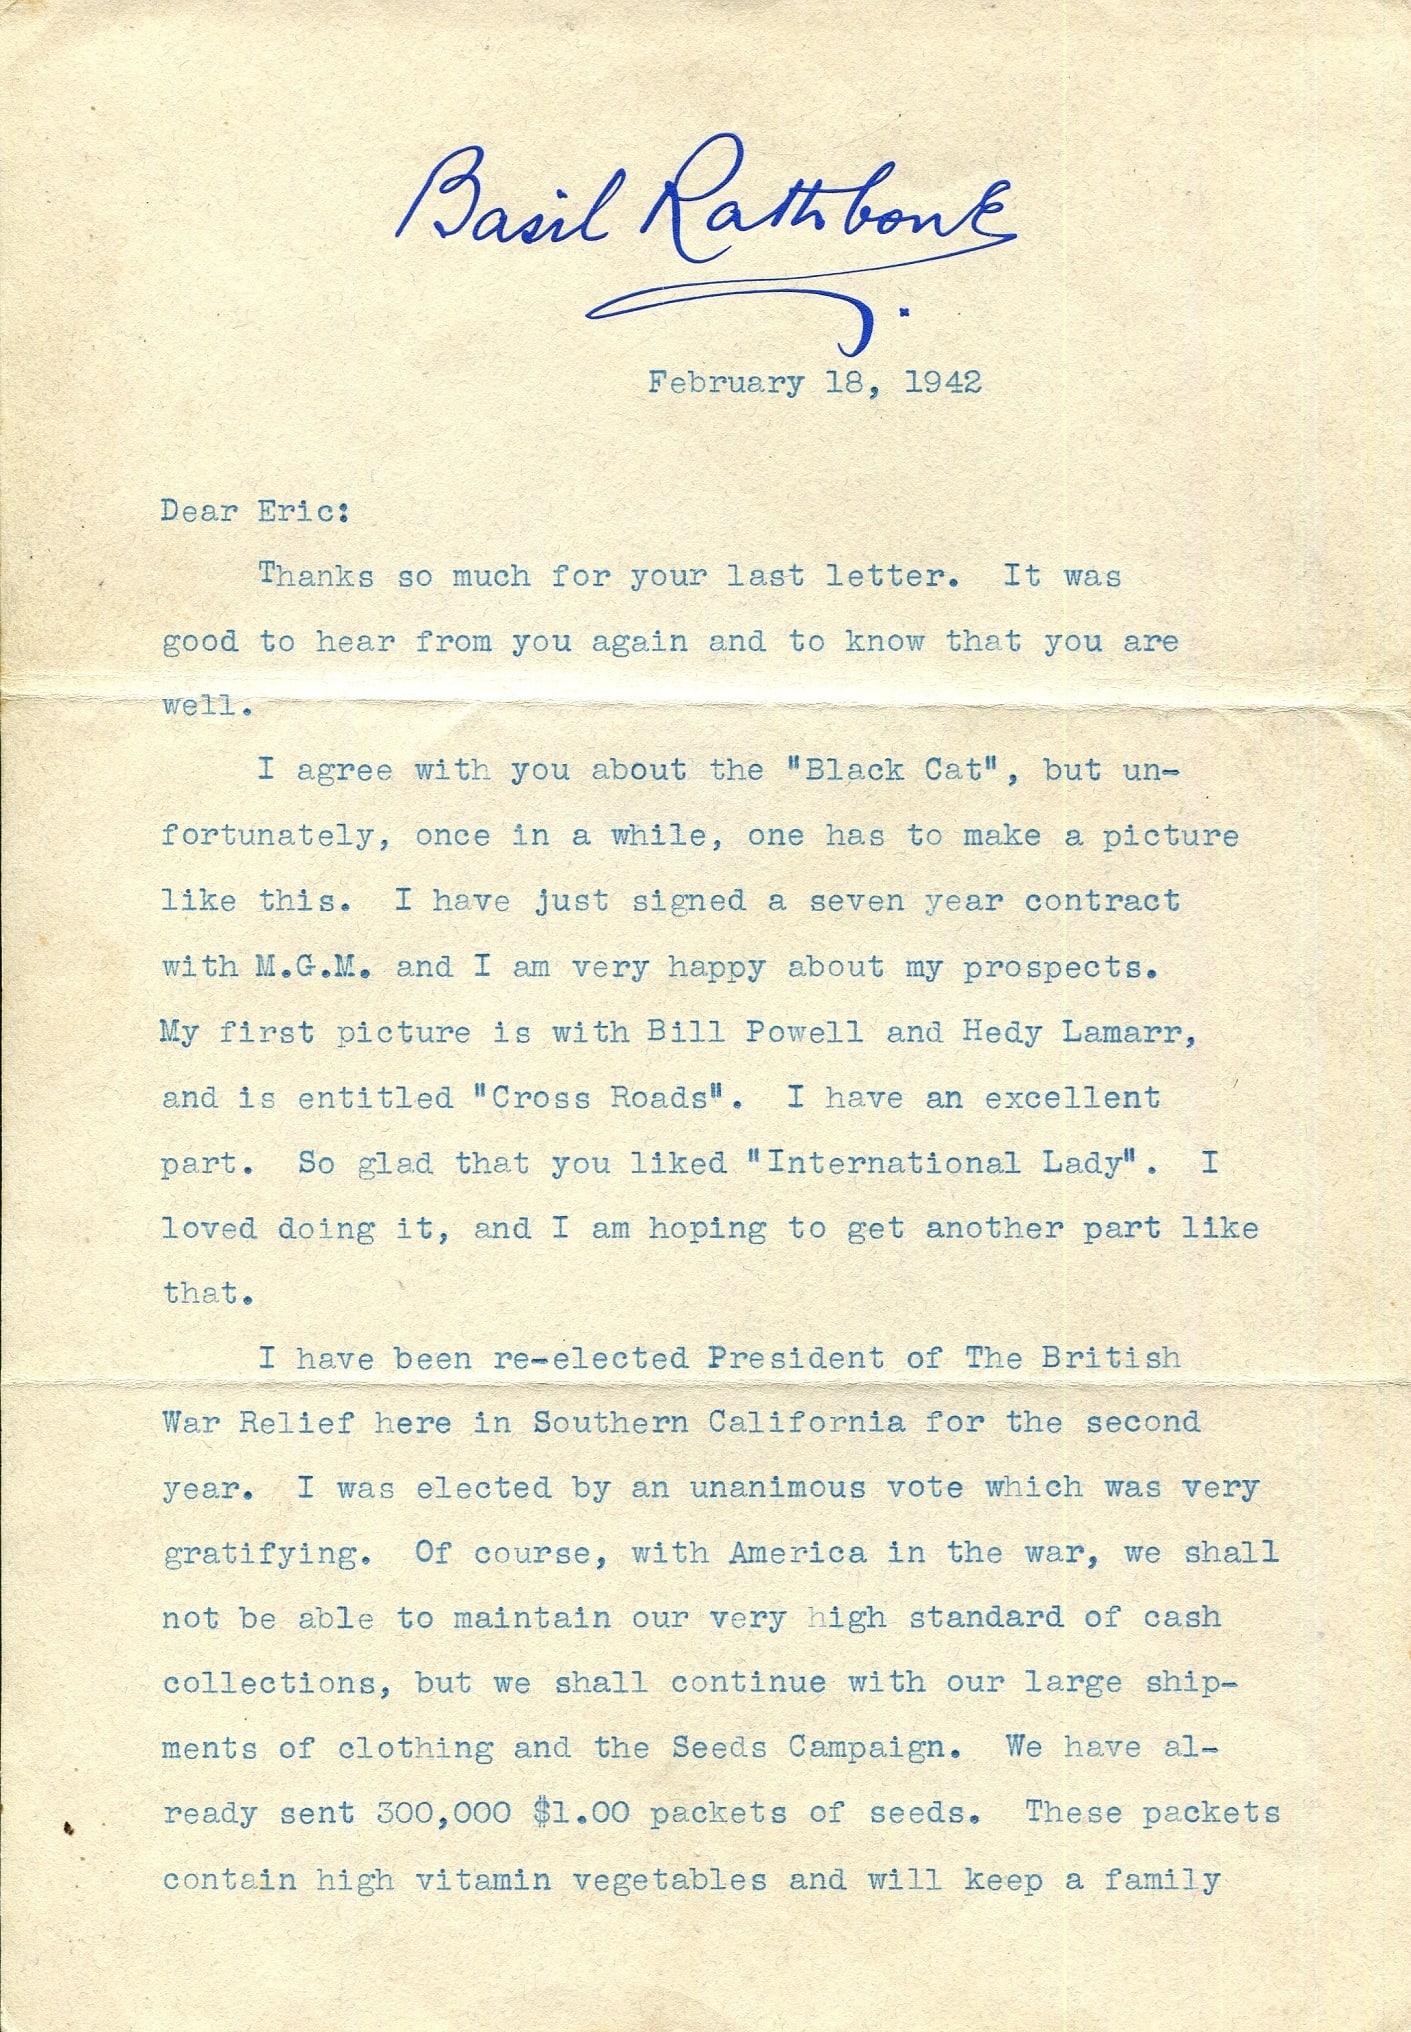 Basil Rathbone
February 18, 1942
Dear Eric:
Thanks so much for your last letter. It was
good to hear from you again and to know that you are
well.
I agree with you about the "Black Cat", but un-
fortunately, once in a while, one has to make a picture
like this. I have just signed a seven year contract
with M.G.M. and I am very happy about my prospects.
My first picture is with Bill Powell and Hedy Lamarr,
and is entitled "Cross Roads". I have an excellent
part. So glad that you liked "International Lady". I
loved doing it, and I am hoping to get another part like
that.
I have been re-elected President of The British
War Relief here in Southern California for the second
year. I was elected by an unanimous vote which was very
gratifying. Of course, with America in the war, we shall
not be able to maintain our very high standard of cash
collections, but we shall continue with our large ship-
ments of clothing and the Seeds Campaign. We have al-
ready sent 300,000 $1.00 packets of seeds. These packets
contain high vitamin vegetables and will keep a family